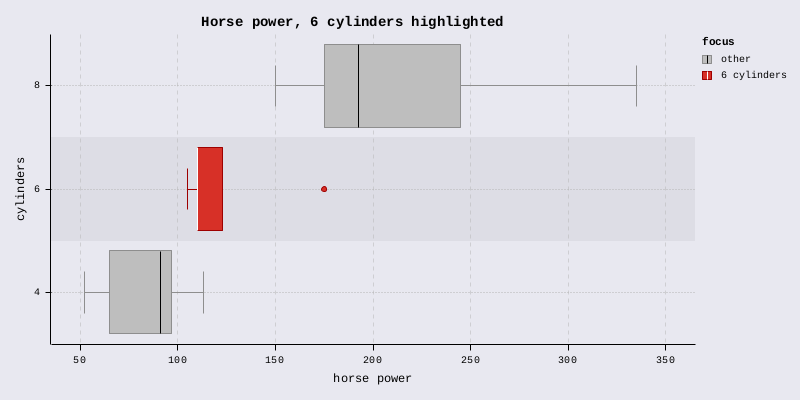 Horse power, 6 cylinders highlighted
focus
other
6 cylinders
8
6
4
cylinders
50 100 150 200 250 300 350
horse power